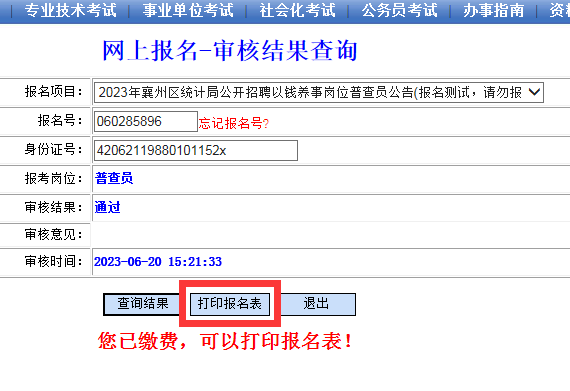 专业技术考试 | 事业单位考试 | 社会化考试 | 公务员考试 | 办事指南 | 资
网上报名-审核结果查询
报名项目: 2023年襄州区统计局公开招聘以钱养事岗位普查员公告(报名测试，请勿报
报名号: 060285896 忘记报名号?
身份证号: 42062119880101152x
报考岗位: 普查员
审核结果: 通过
审核意见:
审核时间: 2023-06-20 15:21:33
查询结果 打印报名表 退出
您已缴费，可以打印报名表！